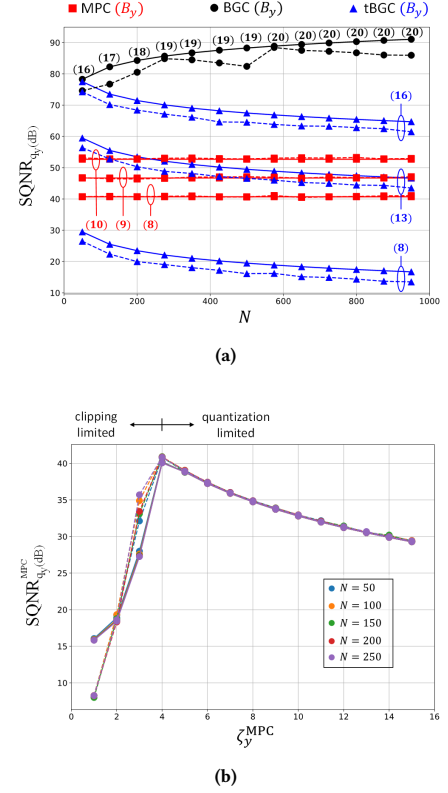 MPC (B_y) BGC (B_y) tBGC (B_y)
100
90
80
70
60
50
40
30
20
10
SQNR_{q_y(dB)}
(16) (17) (18) (19) (19) (19) (19) (20) (20) (20) (20) (20) (20)
(16)
(13)
(8)
(10) (9) (8)
0 200 400 600 800 1000
N
(a)
clipping limited
quantization limited
SQNR^{MPC}_{q_y(dB)}
40
35
30
25
20
15
10
N = 50
N = 100
N = 150
N = 200
N = 250
0 2 4 6 8 10 12 14 16
ζ_y^{MPC}
(b)